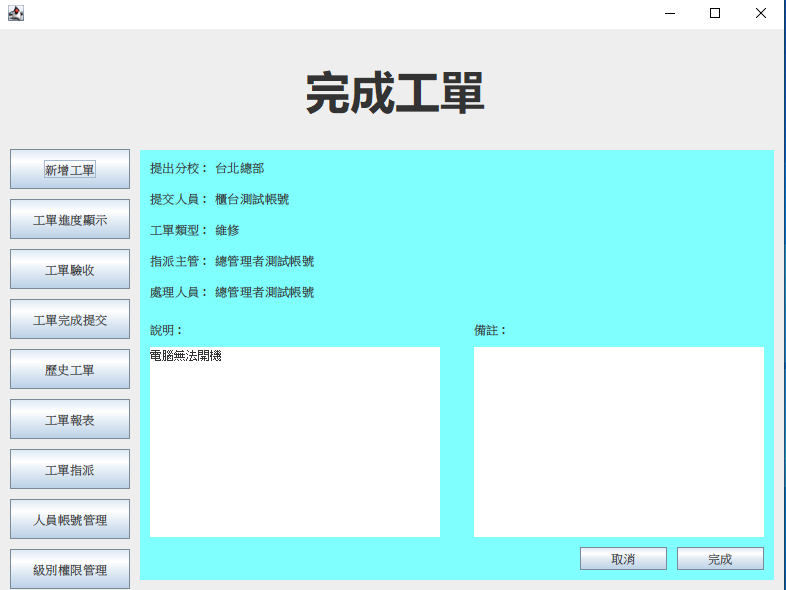 完成工單
新增工單
工單進度顯示
工單驗收
工單完成提交
歷史工單
工單報表
工單指派
人員帳號管理
級別權限管理
提出分校： 台北總部
提交人員： 櫃台測試帳號
工單類型： 維修
指派主管： 總管理者測試帳號
處理人員： 總管理者測試帳號
說明：
電腦無法開機
備註：
取消
完成